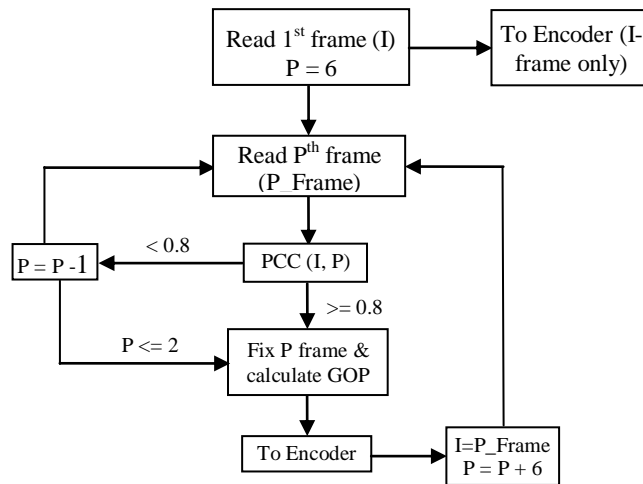 Read 1st frame (I)
P = 6
To Encoder (I-
frame only)
Read Pth frame
(P_Frame)
< 0.8
P = P -1
PCC (I, P)
>= 0.8
P <= 2
Fix P frame &
calculate GOP
To Encoder
I=P_Frame
P = P + 6